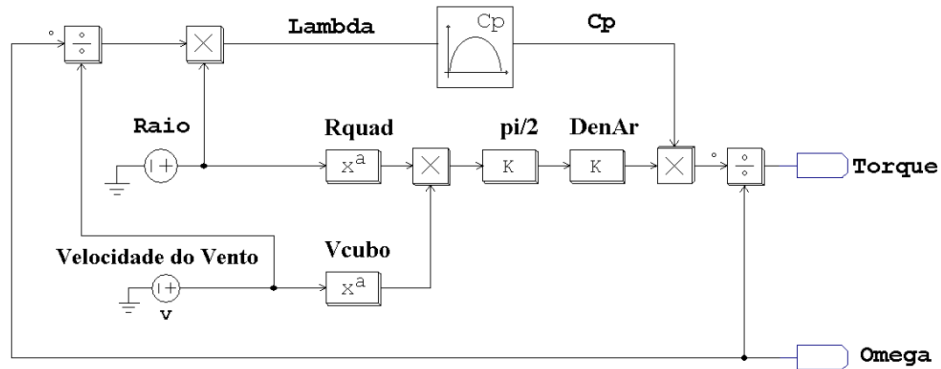 Lambda
Cp
Cp
Raio
Rquad
pi/2
DenAr
x^a
K
K
Torque
Velocidade do Vento
Vcubo
x^a
v
Omega